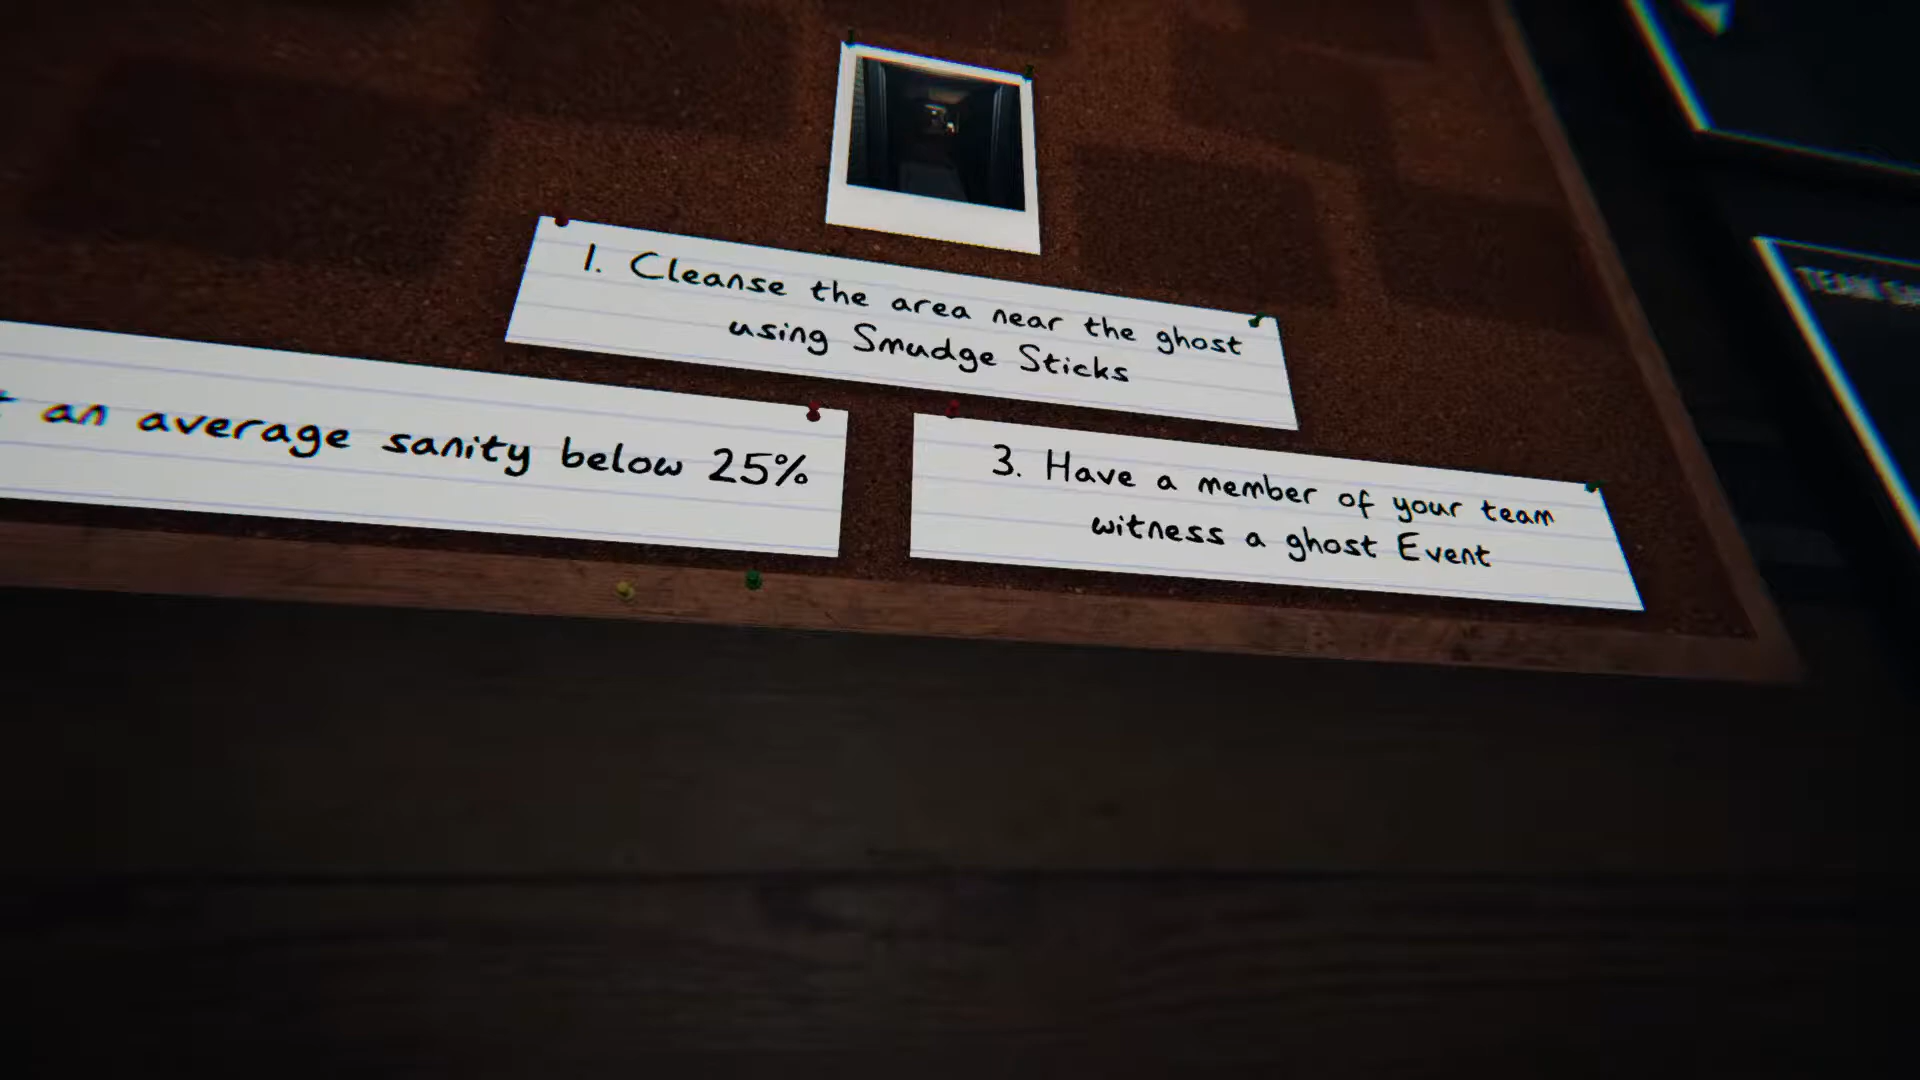 1. Cleanse the area near the ghost
using Smudge Sticks
an average sanity below 25%
3. Have a member of your team
witness a ghost Event
TEAM